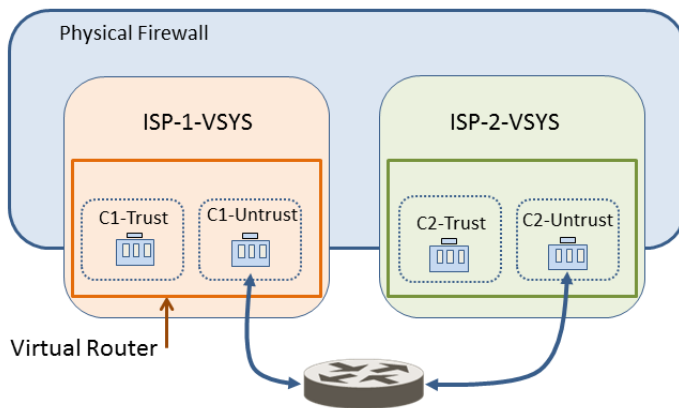 Physical Firewall
ISP-1-VSYS
ISP-2-VSYS
C1-Trust
C1-Untrust
C2-Trust
C2-Untrust
Virtual Router